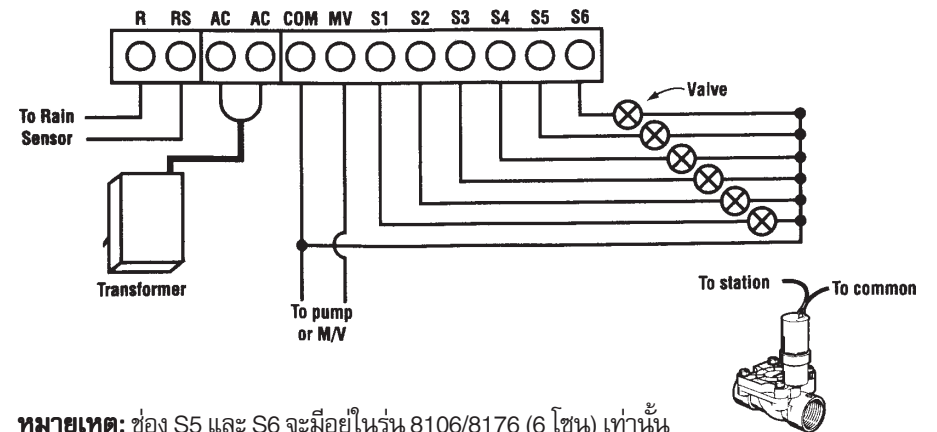 R RS AC AC COM MV S1 S2 S3 S4 S5 S6
Valve
To Rain
Sensor
Transformer
To pump
or M/V
To station
To common
หมายเหตุ: ช่อง S5 และ S6 จะมีอยู่ในรุ่น 8106/8176 (6 โซน) เท่านั้น